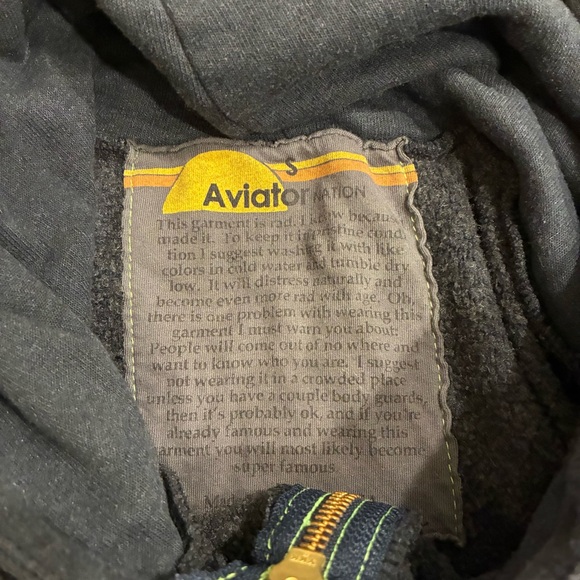 S
Aviator NATION
This garment is rad. I know because I
made it. To keep it in pristine cond
tion I suggest washing it with like
colors in cold water and tumble dry
low. It will distress naturally and
become even more rad with age. Oh,
there is one problem with wearing this
garment I must warn you about:
People will come out of no where and
want to know who you are. I suggest
not wearing it in a crowded place
unless you have a couple body guards,
then it's probably ok, and if you're
already famous and wearing this
garment you will most likely become
super famous.